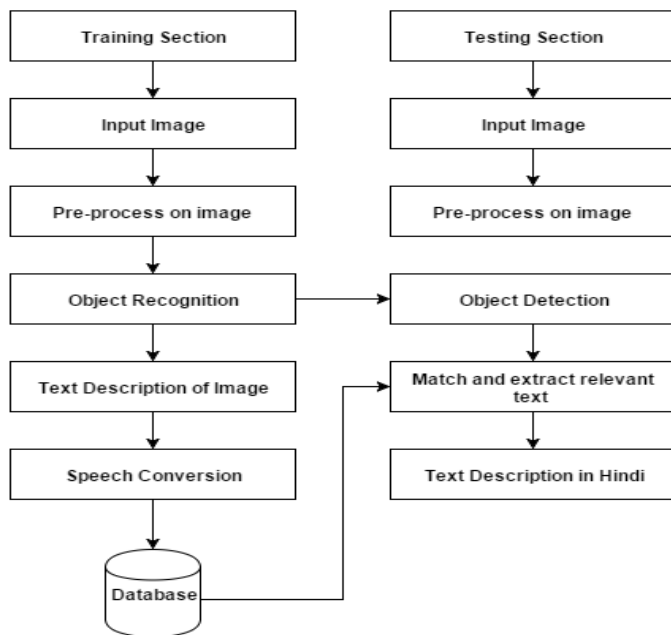 Training Section
Input Image
Pre-process on image
Object Recognition
Text Description of Image
Speech Conversion
Database
Testing Section
Input Image
Pre-process on image
Object Detection
Match and extract relevant
text
Text Description in Hindi